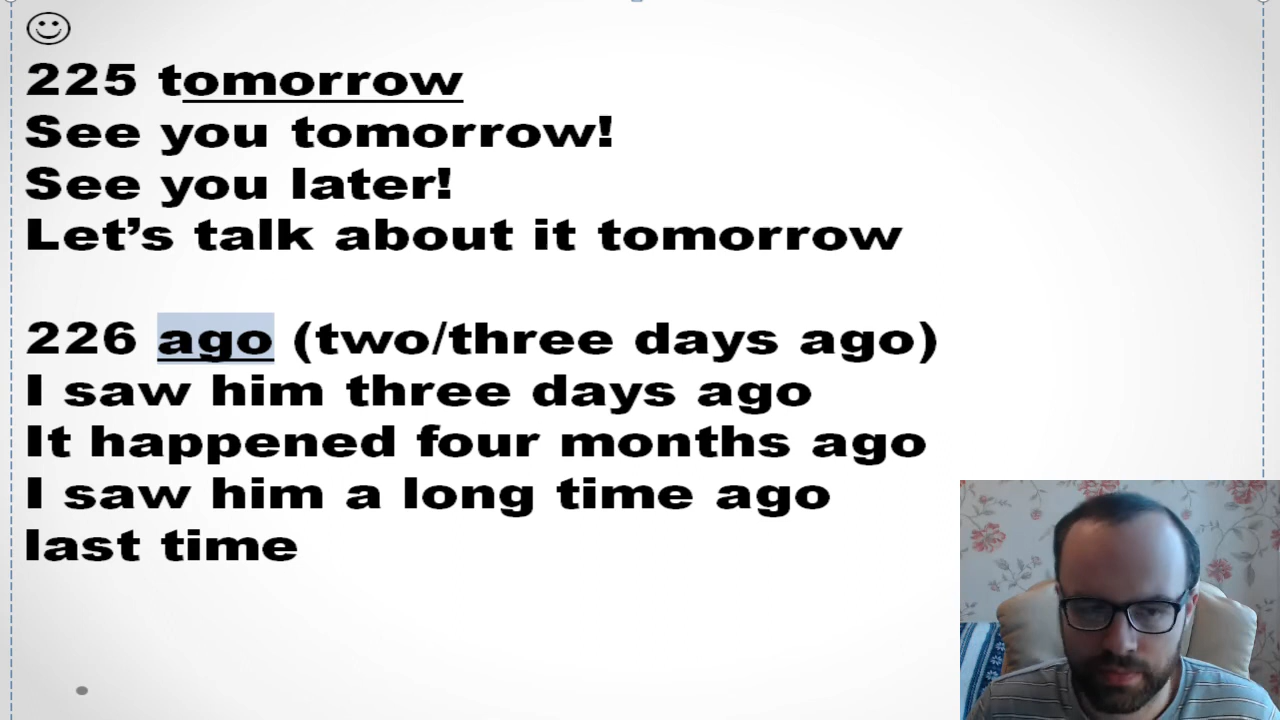 225 tomorrow
See you tomorrow!
See you later!
Let's talk about it tomorrow
226 ago (two/three days ago)
I saw him three days ago
It happened four months ago
I saw him a long time ago
last time